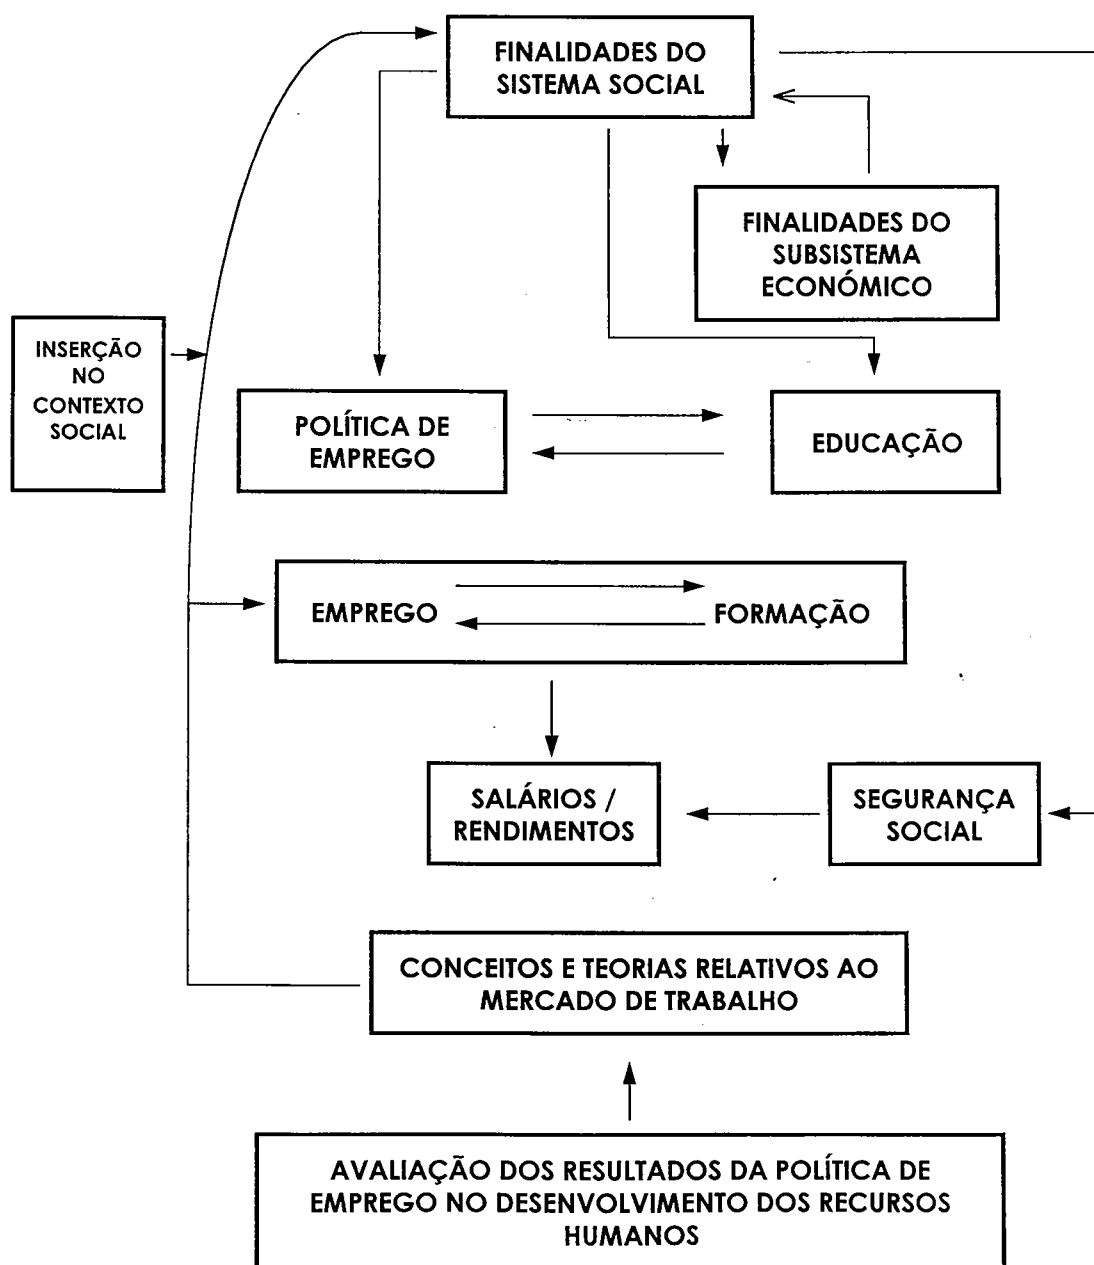 FINALIDADES DO
SISTEMA SOCIAL
FINALIDADES DO
SUBSISTEMA
ECONÓMICO
INSERÇÃO
NO
CONTEXTO
SOCIAL
POLÍTICA DE
EMPREGO
EDUCAÇÃO
EMPREGO
FORMAÇÃO
SALÁRIOS /
RENDIMENTOS
SEGURANÇA
SOCIAL
CONCEITOS E TEORIAS RELATIVOS AO
MERCADO DE TRABALHO
AVALIAÇÃO DOS RESULTADOS DA POLÍTICA DE
EMPREGO NO DESENVOLVIMENTO DOS RECURSOS
HUMANOS